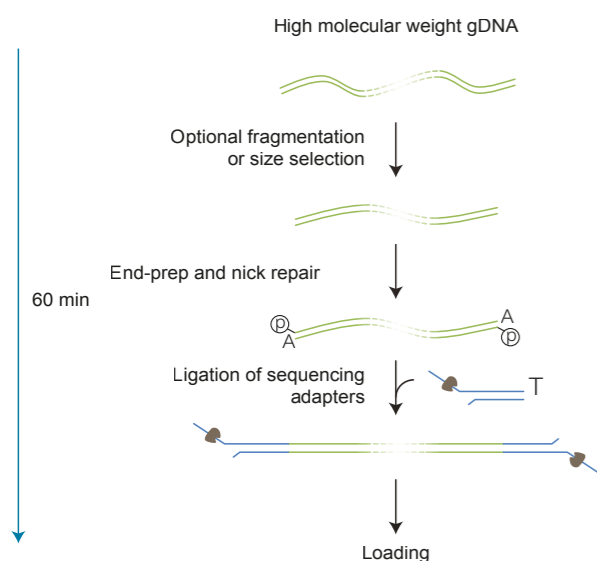 High molecular weight gDNA
Optional fragmentation
or size selection
End-prep and nick repair
60 min
p
A
A
p
Ligation of sequencing
adapters
T
Loading